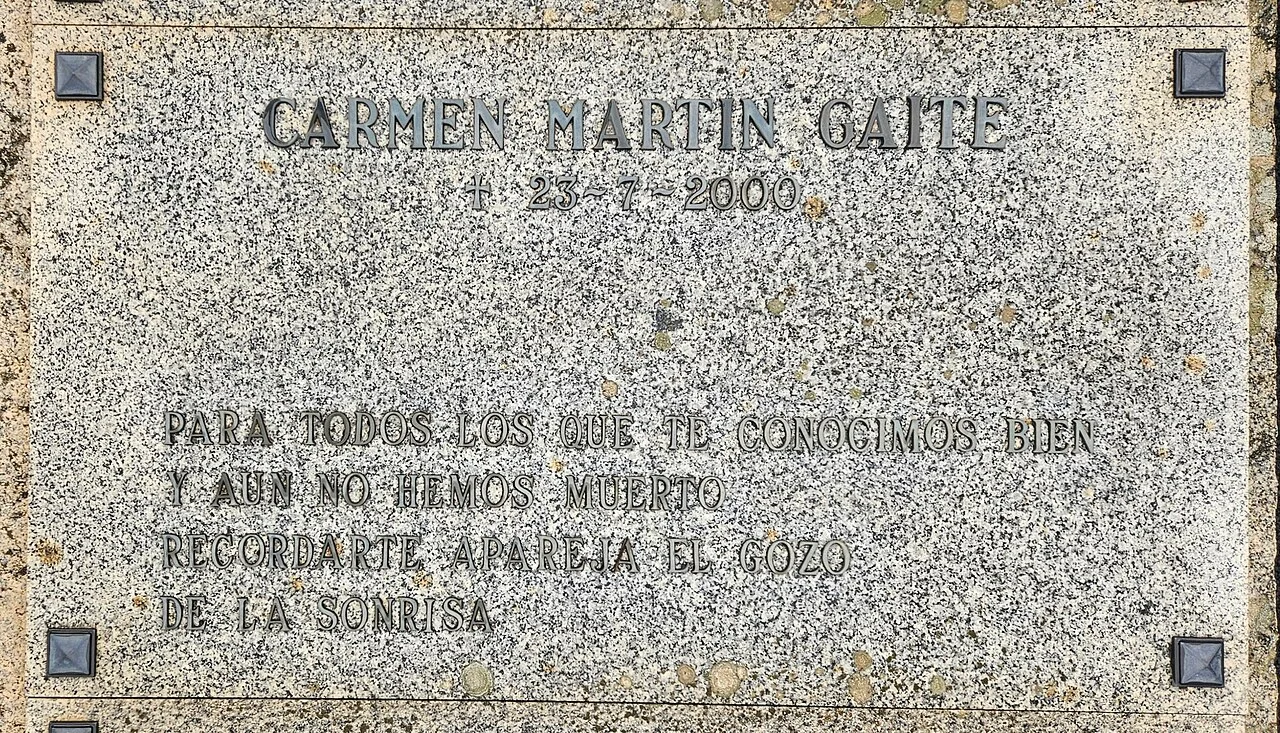 CARMEN MARTIN GAITE
✝ 23-7-2000
PARA TODOS LOS QUE TE CONOCIMOS BIEN
Y AUN NO HEMOS MUERTO
RECORDARTE APAREJA EL GOZO
DE LA SONRISA